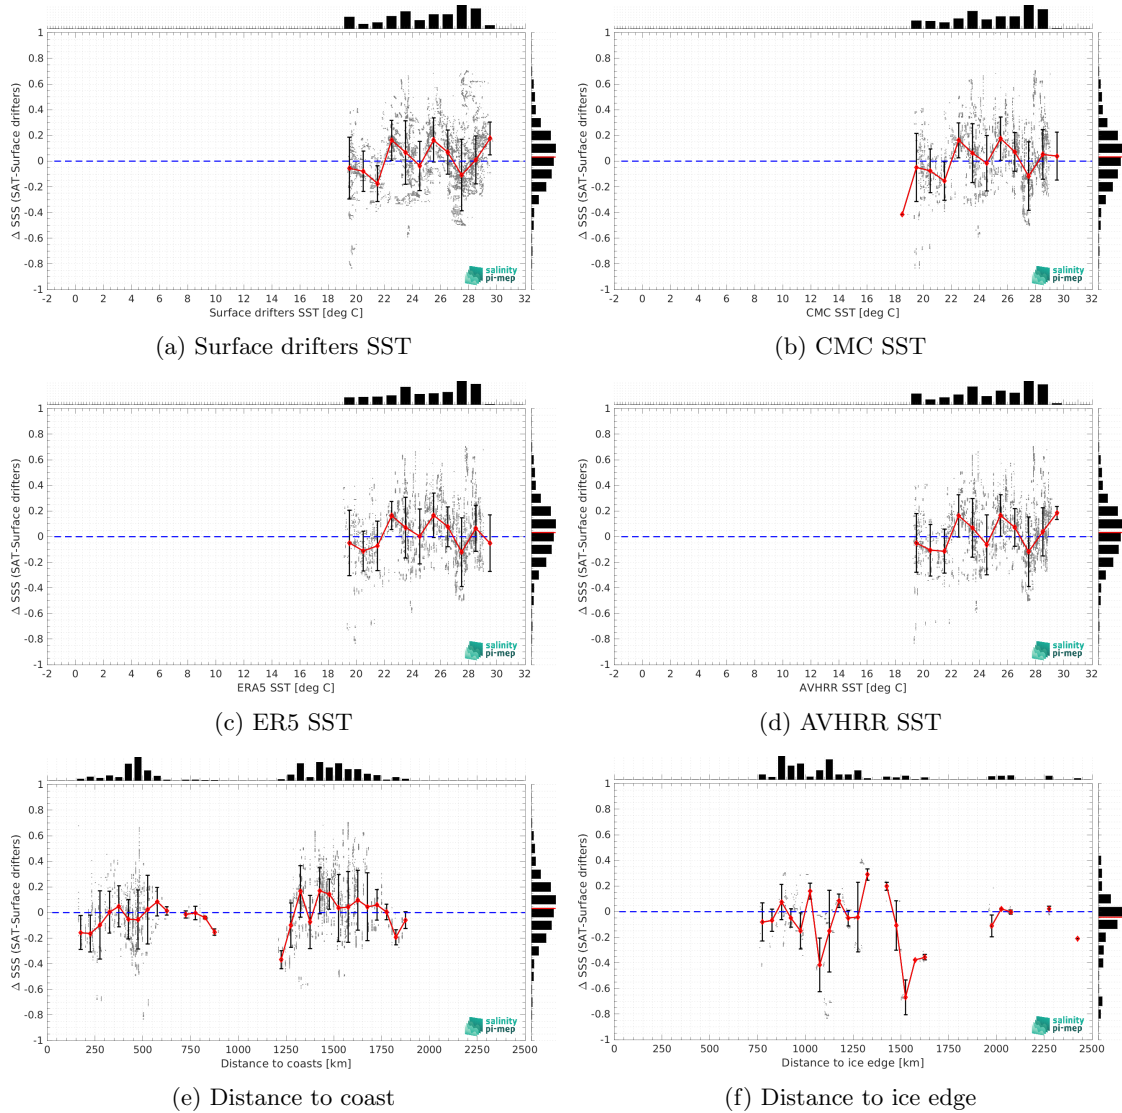 1
0.8
0.6
0.4
0.2
0
-0.2
-0.4
-0.6
-0.8
-1
Δ SSS (SAT-Surface drifters)
-2 0 2 4 6 8 10 12 14 16 18 20 22 24 26 28 30 32
Surface drifters SST [deg C]
salinity
pi-mep
(a) Surface drifters SST
1
0.8
0.6
0.4
0.2
0
-0.2
-0.4
-0.6
-0.8
-1
Δ SSS (SAT-Surface drifters)
-2 0 2 4 6 8 10 12 14 16 18 20 22 24 26 28 30 32
CMC SST [deg C]
salinity
pi-mep
(b) CMC SST
1
0.8
0.6
0.4
0.2
0
-0.2
-0.4
-0.6
-0.8
-1
Δ SSS (SAT-Surface drifters)
-2 0 2 4 6 8 10 12 14 16 18 20 22 24 26 28 30 32
ERA5 SST [deg C]
salinity
pi-mep
(c) ER5 SST
1
0.8
0.6
0.4
0.2
0
-0.2
-0.4
-0.6
-0.8
-1
Δ SSS (SAT-Surface drifters)
-2 0 2 4 6 8 10 12 14 16 18 20 22 24 26 28 30 32
AVHRR SST [deg C]
salinity
pi-mep
(d) AVHRR SST
1
0.8
0.6
0.4
0.2
0
-0.2
-0.4
-0.6
-0.8
-1
Δ SSS (SAT-Surface drifters)
0 250 500 750 1000 1250 1500 1750 2000 2250 2500
Distance to coasts [km]
salinity
pi-mep
(e) Distance to coast
1
0.8
0.6
0.4
0.2
0
-0.2
-0.4
-0.6
-0.8
-1
Δ SSS (SAT-Surface drifters)
0 250 500 750 1000 1250 1500 1750 2000 2250 2500
Distance to ice edge [km]
salinity
pi-mep
(f) Distance to ice edge